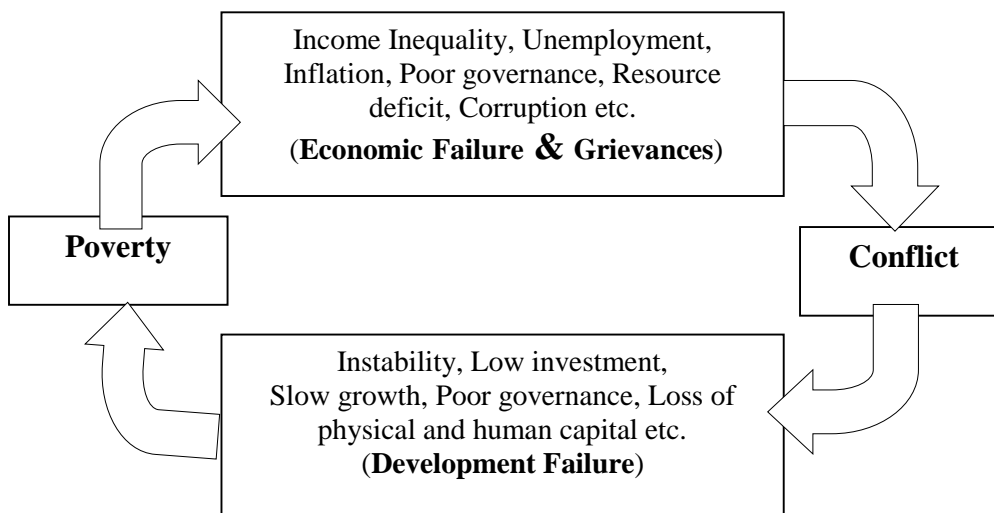 Income Inequality, Unemployment,
Inflation, Poor governance, Resource
deficit, Corruption etc.
(Economic Failure & Grievances)
Poverty
Conflict
Instability, Low investment,
Slow growth, Poor governance, Loss of
physical and human capital etc.
(Development Failure)